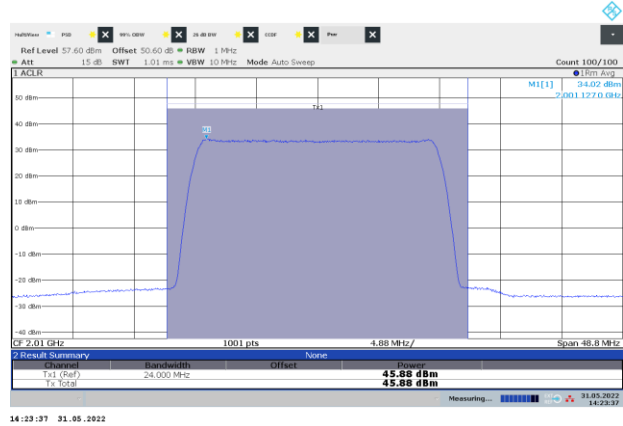 MultiView PSD 99% OBW 26 dB BW CCDF Pwr
Ref Level 57.60 dBm Offset 50.60 dB RBW 1 MHz
Att 15 dB SWT 1.01 ms VBW 10 MHz Mode Auto Sweep Count 100/100
1 ACLR 1Rm Avg
M1[1] 34.02 dBm
2.001 127 0 GHz
Tx1
50 dBm
40 dBm
M1
30 dBm
20 dBm
10 dBm
0 dBm
-10 dBm
-20 dBm
-30 dBm
-40 dBm
CF 2.01 GHz 1001 pts 4.88 MHz/ Span 48.8 MHz
2 Result Summary None
Channel Bandwidth Offset Power
Tx1 (Ref) 24.000 MHz 45.88 dBm
Tx Total 45.88 dBm
Measuring... 31.05.2022
14:23:37
14:23:37 31.05.2022